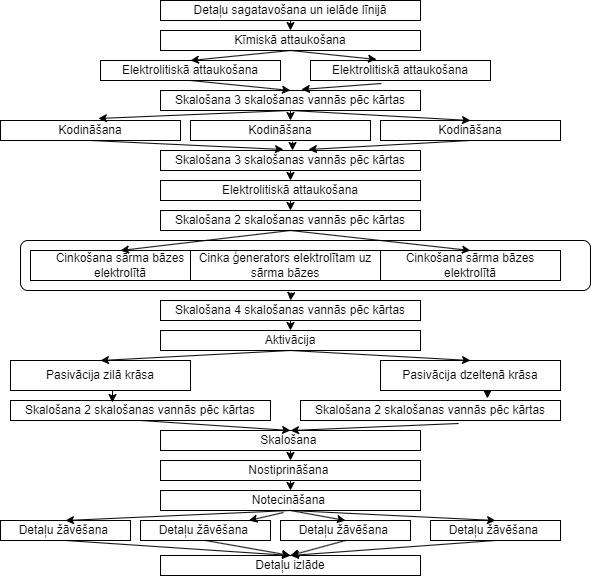 Detaļu sagatavošana un ielāde līnijā
Kīmiskā attaukošana
Elektrolitiskā attaukošana
Elektrolitiskā attaukošana
Skalošana 3 skalošanas vannās pēc kārtas
Kodināšana
Kodināšana
Kodināšana
Skalošana 3 skalošanas vannās pēc kārtas
Elektrolitiskā attaukošana
Skalošana 2 skalošanas vannās pēc kārtas
Cinkošana sārma bāzes
elektrolītā
Cinka ģenerators elektrolītam uz
sārma bāzes
Cinkošana sārma bāzes
elektrolītā
Skalošana 4 skalošanas vannās pēc kārtas
Aktivācija
Pasivācija zilā krāsa
Pasivācija dzeltenā krāsa
Skalošana 2 skalošanas vannās pēc kārtas
Skalošana 2 skalošanas vannās pēc kārtas
Skalošana
Nostiprināšana
Notecināšana
Detaļu žāvēšana
Detaļu žāvēšana
Detaļu žāvēšana
Detaļu žāvēšana
Detaļu izlāde